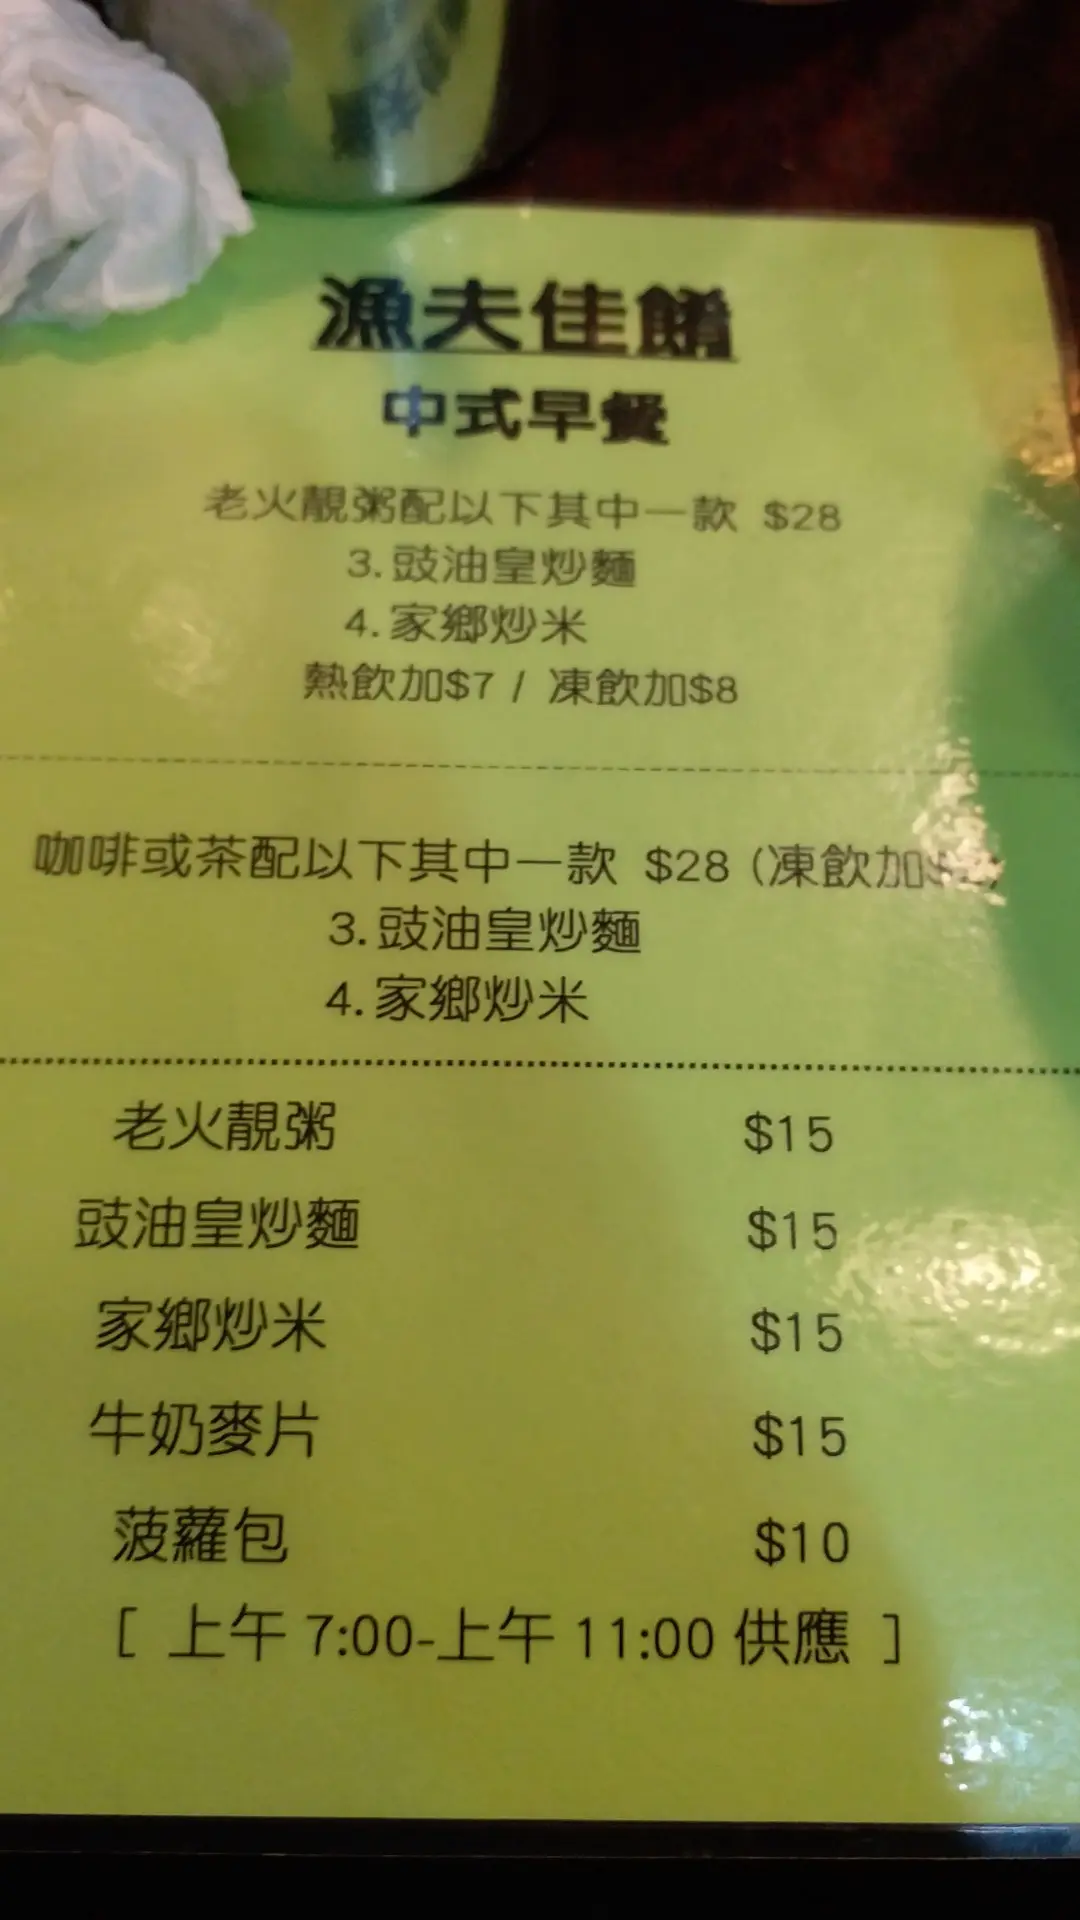 漁夫佳餚
中式早餐
老火靚粥配以下其中一款 $28
3.豉油皇炒麵
4.家鄉炒米
熱飲加$7 / 凍飲加$8
咖啡或茶配以下其中一款 $28 (凍飲加
3.豉油皇炒麵
4.家鄉炒米
老火靚粥 $15
豉油皇炒麵 $15
家鄉炒米 $15
牛奶麥片 $15
菠蘿包 $10
[ 上午 7:00-上午 11:00 供應 ]